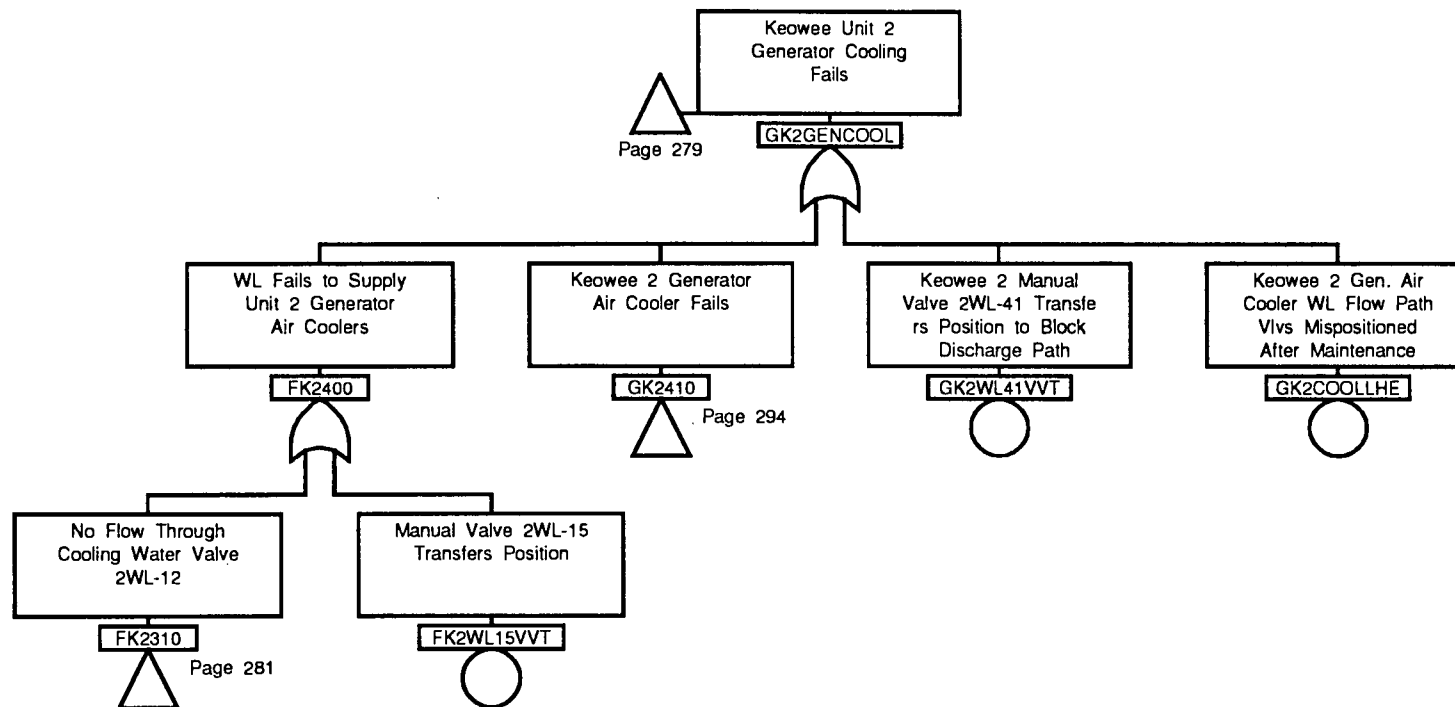 Keowee Unit 2
Generator Cooling
Fails
Page 279
GK2GENCOOL
WL Fails to Supply
Unit 2 Generator
Air Coolers
FK2400
Keowee 2 Generator
Air Cooler Fails
GK2410
Page 294
Keowee 2 Manual
Valve 2WL-41 Transfe
rs Position to Block
Discharge Path
GK2WL41VVT
Keowee 2 Gen. Air
Cooler WL Flow Path
Vlvs Mispositioned
After Maintenance
GK2COOLLHE
No Flow Through
Cooling Water Valve
2WL-12
FK2310
Page 281
Manual Valve 2WL-15
Transfers Position
FK2WL15VVT